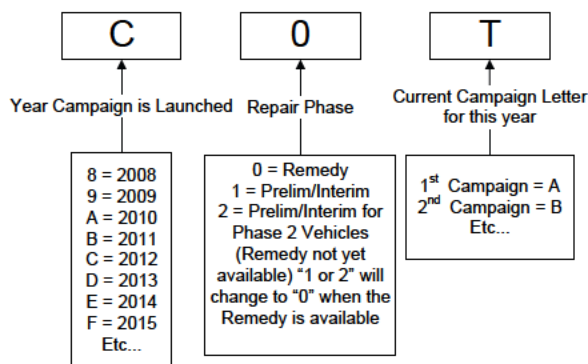 C
0
T
Year Campaign is Launched
Repair Phase
Current Campaign Letter
for this year
8 = 2008
9 = 2009
A = 2010
B = 2011
C = 2012
D = 2013
E = 2014
F = 2015
Etc...
0 = Remedy
1 = Prelim/Interim
2 = Prelim/Interim for
Phase 2 Vehicles
(Remedy not yet
available) “1 or 2” will
change to “0” when the
Remedy is available
1st Campaign = A
2nd Campaign = B
Etc...